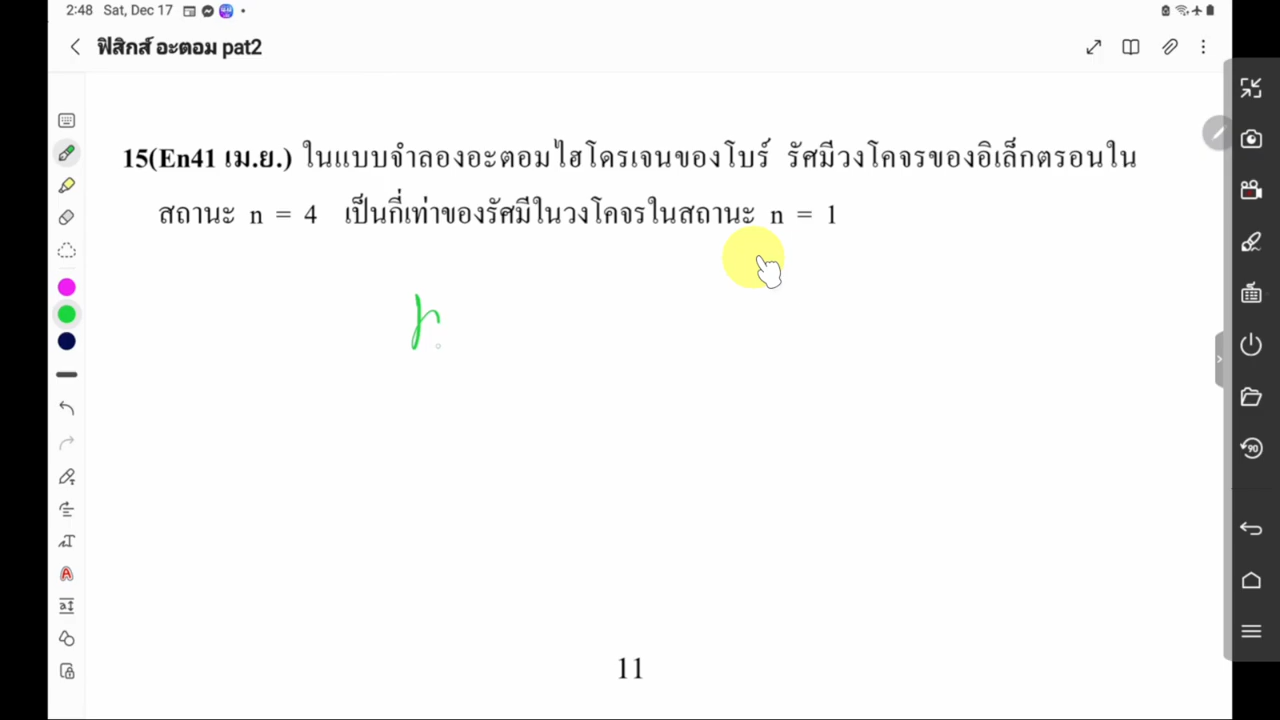 2:48 Sat, Dec 17
ฟิสิกส์ อะตอม pat2
15(En41 เม.ย.) ในแบบจำลองอะตอมไฮโดรเจนของโบร์ รัศมีวงโคจรของอิเล็กตรอนใน
สถานะ n = 4 เป็นกี่เท่าของรัศมีในวงโคจรในสถานะ n = 1
r
11